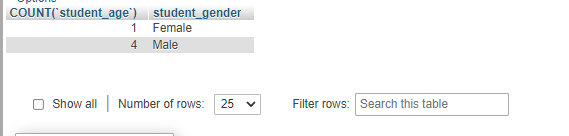 Options
COUNT(`student_age`) student_gender
1 Female
4 Male
Show all Number of rows: 25 Filter rows: Search this table